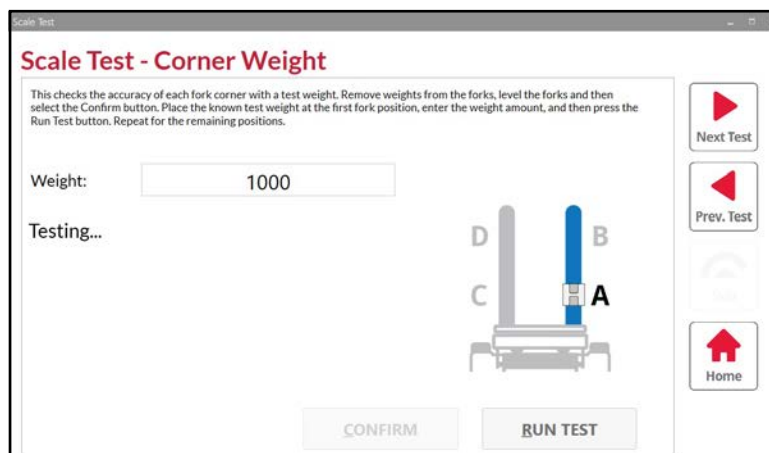 Scale Test
Scale Test - Corner Weight
This checks the accuracy of each fork corner with a test weight. Remove weights from the forks, level the forks and then
select the Confirm button. Place the known test weight at the first fork position, enter the weight amount, and then press the
Run Test button. Repeat for the remaining positions.
Next Test
Weight:
1000
Prev. Test
Testing...
D
B
C
A
Home
CONFIRM
RUN TEST